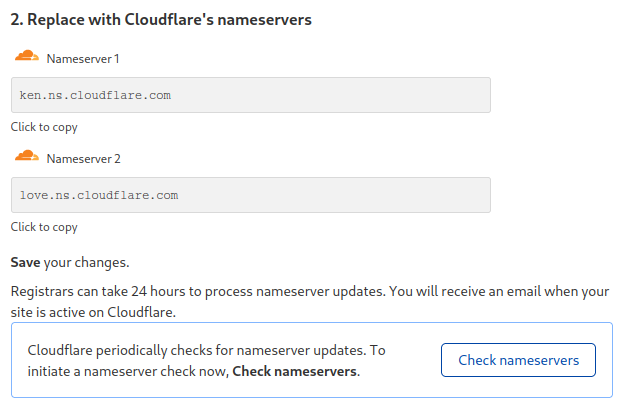 2. Replace with Cloudflare's nameservers
Nameserver 1
ken.ns.cloudflare.com
Click to copy
Nameserver 2
love.ns.cloudflare.com
Click to copy
Save your changes.
Registrars can take 24 hours to process nameserver updates. You will receive an email when your
site is active on Cloudflare.
Cloudflare periodically checks for nameserver updates. To
initiate a nameserver check now, Check nameservers.
Check nameservers